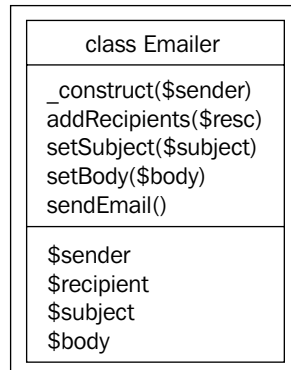 class Emailer
_construct($sender)
addRecipients($resc)
setSubject($subject)
setBody($body)
sendEmail()
$sender
$recipient
$subject
$body